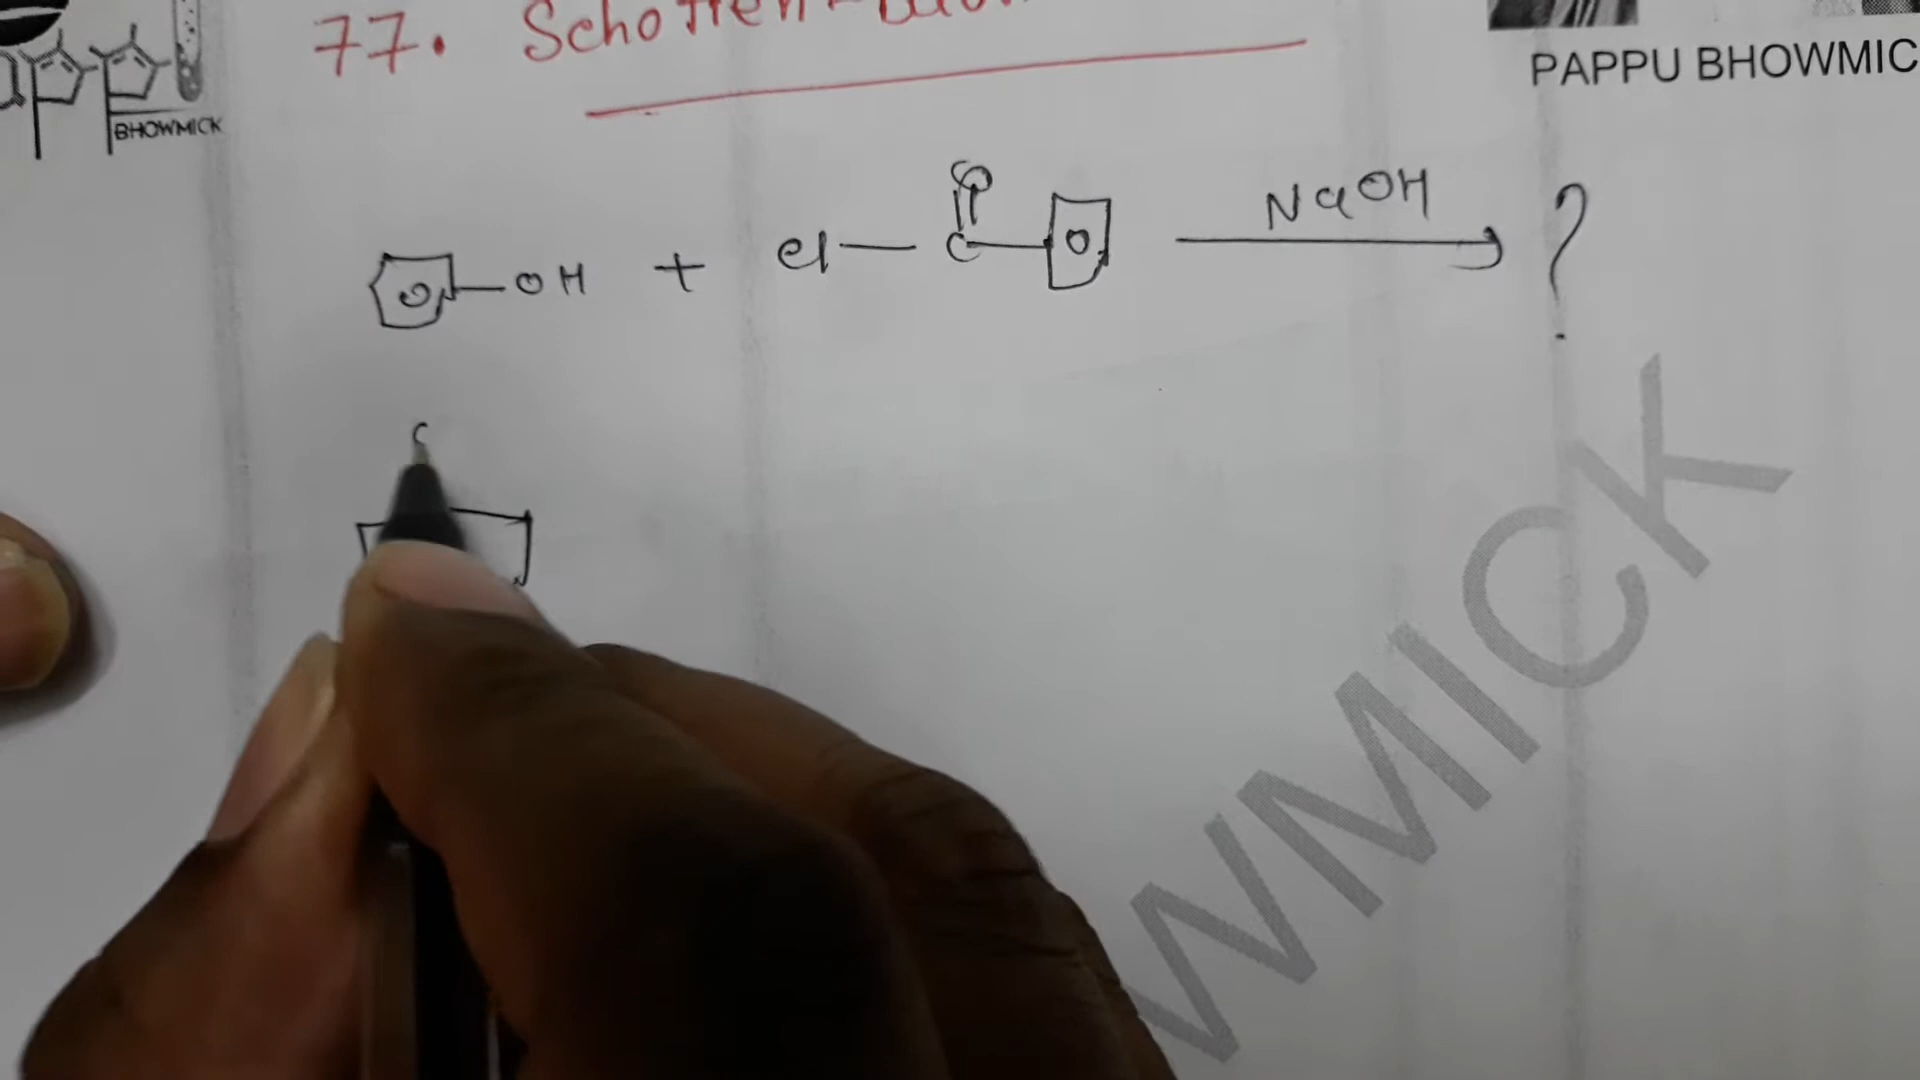 77. Schotten-
PAPPU BHOWMIC
BHOWMICK
O
OH + Cl — C NaOH ?
WMICK